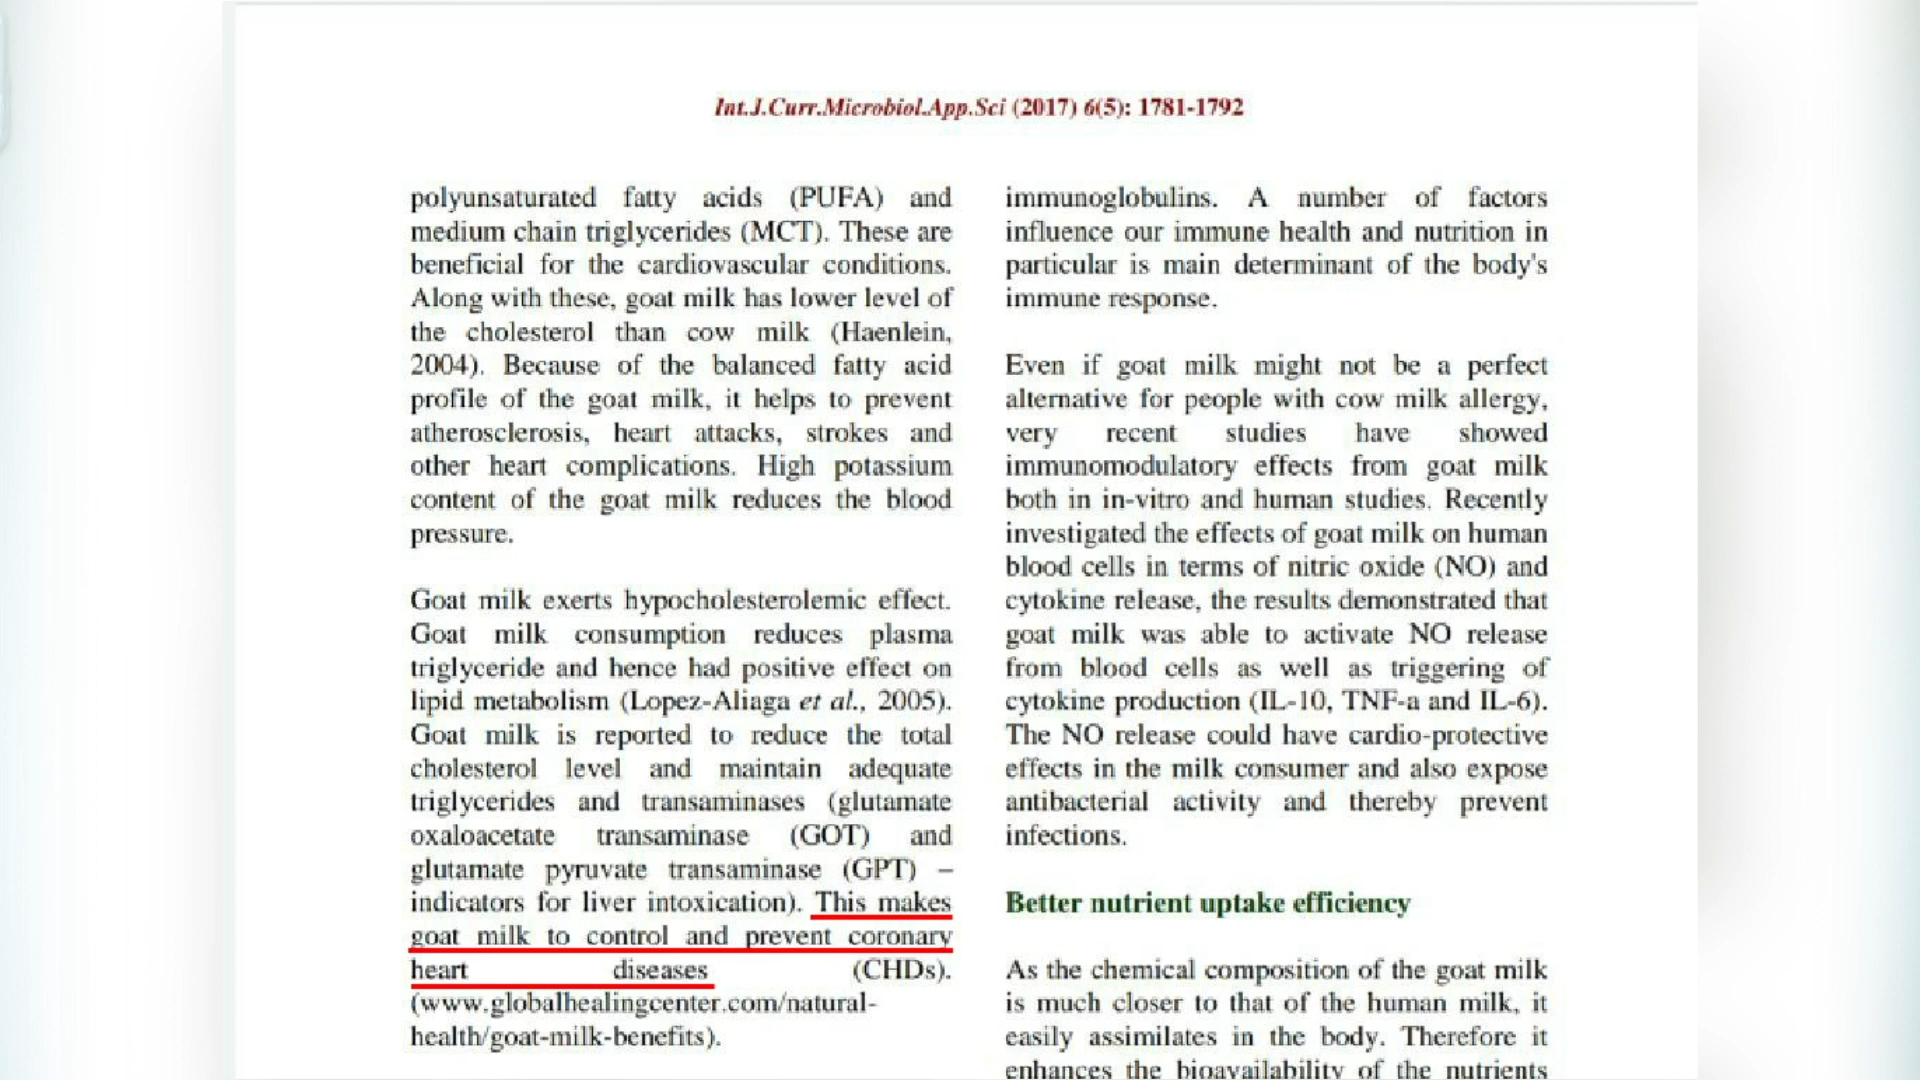 Int.J.Curr.Microbiol.App.Sci (2017) 6(5): 1781-1792
polyunsaturated fatty acids (PUFA) and
medium chain triglycerides (MCT). These are
beneficial for the cardiovascular conditions.
Along with these, goat milk has lower level of
the cholesterol than cow milk (Haenlein,
2004). Because of the balanced fatty acid
profile of the goat milk, it helps to prevent
atherosclerosis, heart attacks, strokes and
other heart complications. High potassium
content of the goat milk reduces the blood
pressure.
Goat milk exerts hypocholesterolemic effect.
Goat milk consumption reduces plasma
triglyceride and hence had positive effect on
lipid metabolism (Lopez-Aliaga et al., 2005).
Goat milk is reported to reduce the total
cholesterol level and maintain adequate
triglycerides and transaminases (glutamate
oxaloacetate transaminase (GOT) and
glutamate pyruvate transaminase (GPT) –
indicators for liver intoxication). This makes
goat milk to control and prevent coronary
heart diseases (CHDs).
(www.globalhealingcenter.com/natural-
health/goat-milk-benefits).
immunoglobulins. A number of factors
influence our immune health and nutrition in
particular is main determinant of the body's
immune response.
Even if goat milk might not be a perfect
alternative for people with cow milk allergy,
very recent studies have showed
immunomodulatory effects from goat milk
both in in-vitro and human studies. Recently
investigated the effects of goat milk on human
blood cells in terms of nitric oxide (NO) and
cytokine release, the results demonstrated that
goat milk was able to activate NO release
from blood cells as well as triggering of
cytokine production (IL-10, TNF-a and IL-6).
The NO release could have cardio-protective
effects in the milk consumer and also expose
antibacterial activity and thereby prevent
infections.
Better nutrient uptake efficiency
As the chemical composition of the goat milk
is much closer to that of the human milk, it
easily assimilates in the body. Therefore it
enhances the bioavailability of the nutrients